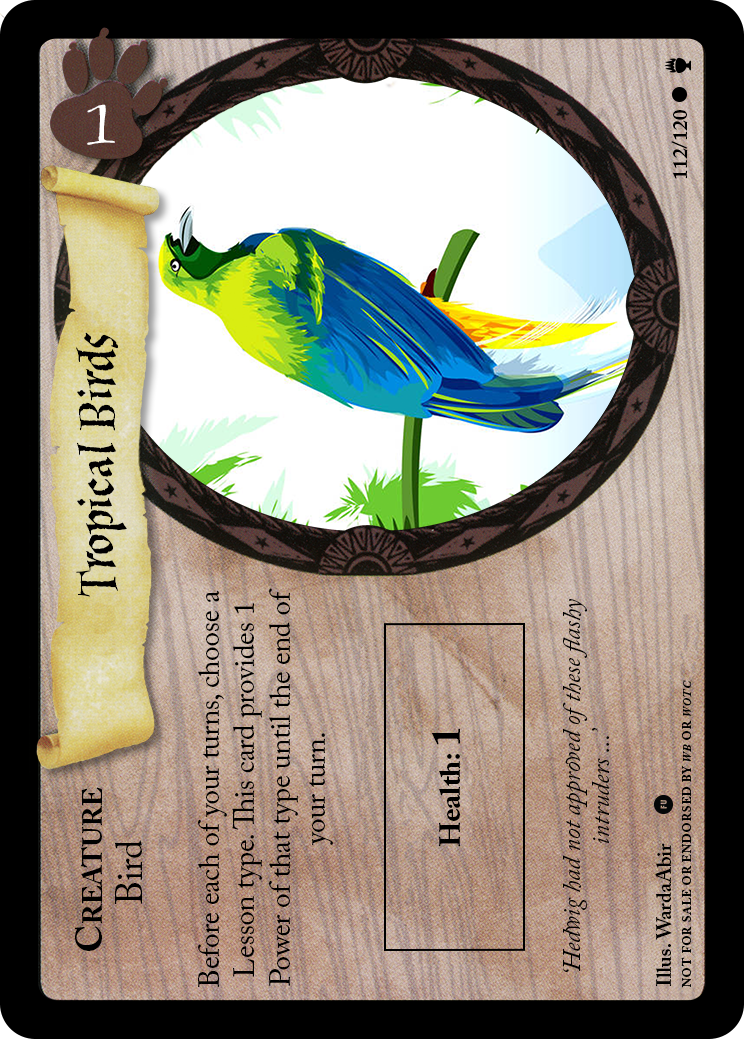 CREATURE
Bird
Tropical Birds
1
Before each of your turns, choose a
Lesson type. This card provides 1
Power of that type until the end of
your turn.
Health: 1
'Hedwig had not approved of these flashy
intruders ...'
Illus. WardaAbir FU
NOT FOR SALE OR ENDORSED BY WB OR WOTC
112/120